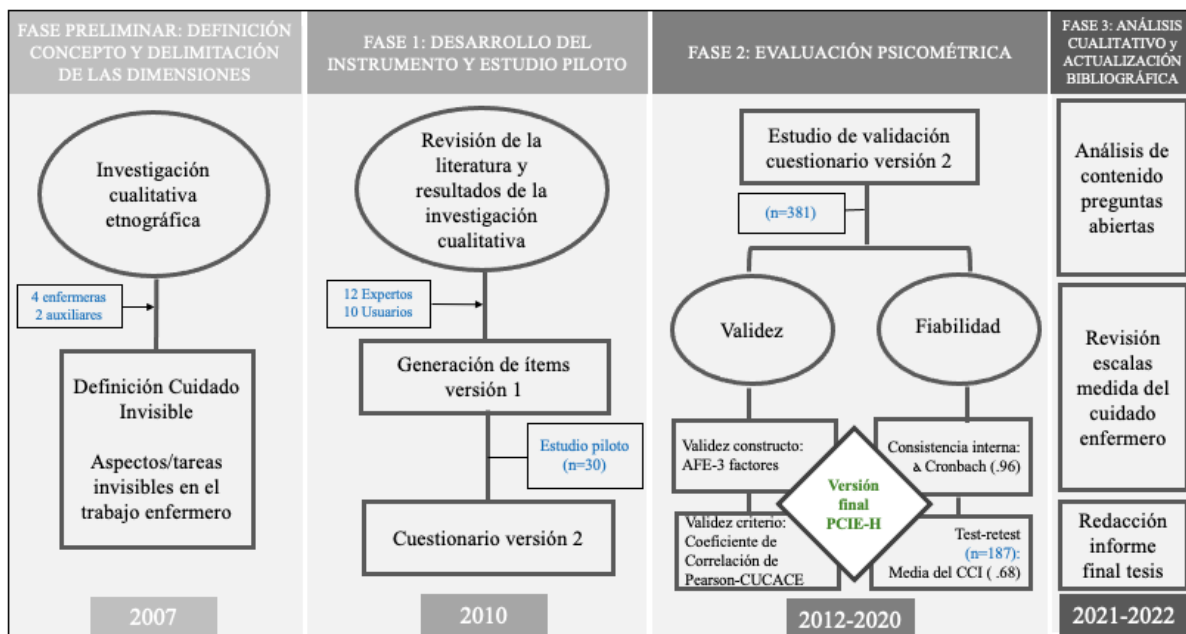 FASE PRELIMINAR: DEFINICIÓN
CONCEPTO Y DELIMITACIÓN
DE LAS DIMENSIONES
Investigación
cualitativa
etnográfica
4 enfermeras
2 auxiliares
Definición Cuidado
Invisible
Aspectos/tareas
invisibles en el
trabajo enfermero
2007
FASE 1: DESARROLLO DEL
INSTRUMENTO Y ESTUDIO PILOTO
Revisión de la
literatura y
resultados de la
investigación
cualitativa
12 Expertos
10 Usuarios
Generación de ítems
versión 1
Estudio piloto
(n=30)
Cuestionario versión 2
2010
FASE 2: EVALUACIÓN PSICOMÉTRICA
Estudio de validación
cuestionario versión 2
(n=381)
Validez
Fiabilidad
Validez constructo:
AFE-3 factores
Consistencia interna:
Cronbach (.96)
Versión
final
PCIE-H
Validez criterio:
Coeficiente de
Correlación de
Pearson-CUCACE
Test-retest
(n=187):
Media del CCI ( .68)
2012-2020
FASE 3: ANÁLISIS
CUALITATIVO y
ACTUALIZACIÓN
BIBLIOGRÁFICA
Análisis de
contenido
preguntas
abiertas
Revisión
escalas
medida del
cuidado
enfermero
Redacción
informe
final tesis
2021-2022